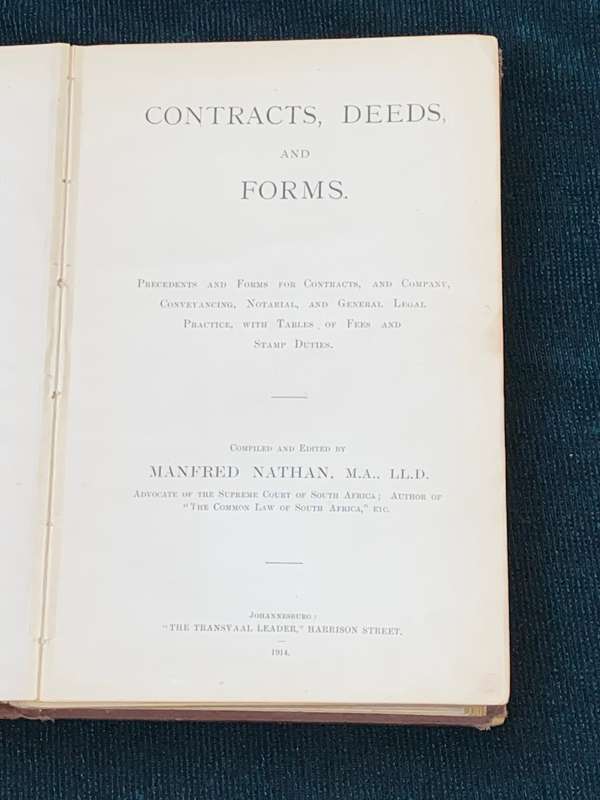 CONTRACTS, DEEDS,
AND
FORMS.
PRECEDENTS AND FORMS FOR CONTRACTS, AND COMPANY,
CONVEYANCING, NOTARIAL, AND GENERAL LEGAL
PRACTICE, WITH TABLES OF FEES AND
STAMP DUTIES.
COMPILED AND EDITED BY
MANFRED NATHAN, M.A., LL.D.
ADVOCATE OF THE SUPREME COURT OF SOUTH AFRICA; AUTHOR OF
"THE COMMON LAW OF SOUTH AFRICA," ETC.
JOHANNESBURG:
"THE TRANSVAAL LEADER," HARRISON STREET.
1914.